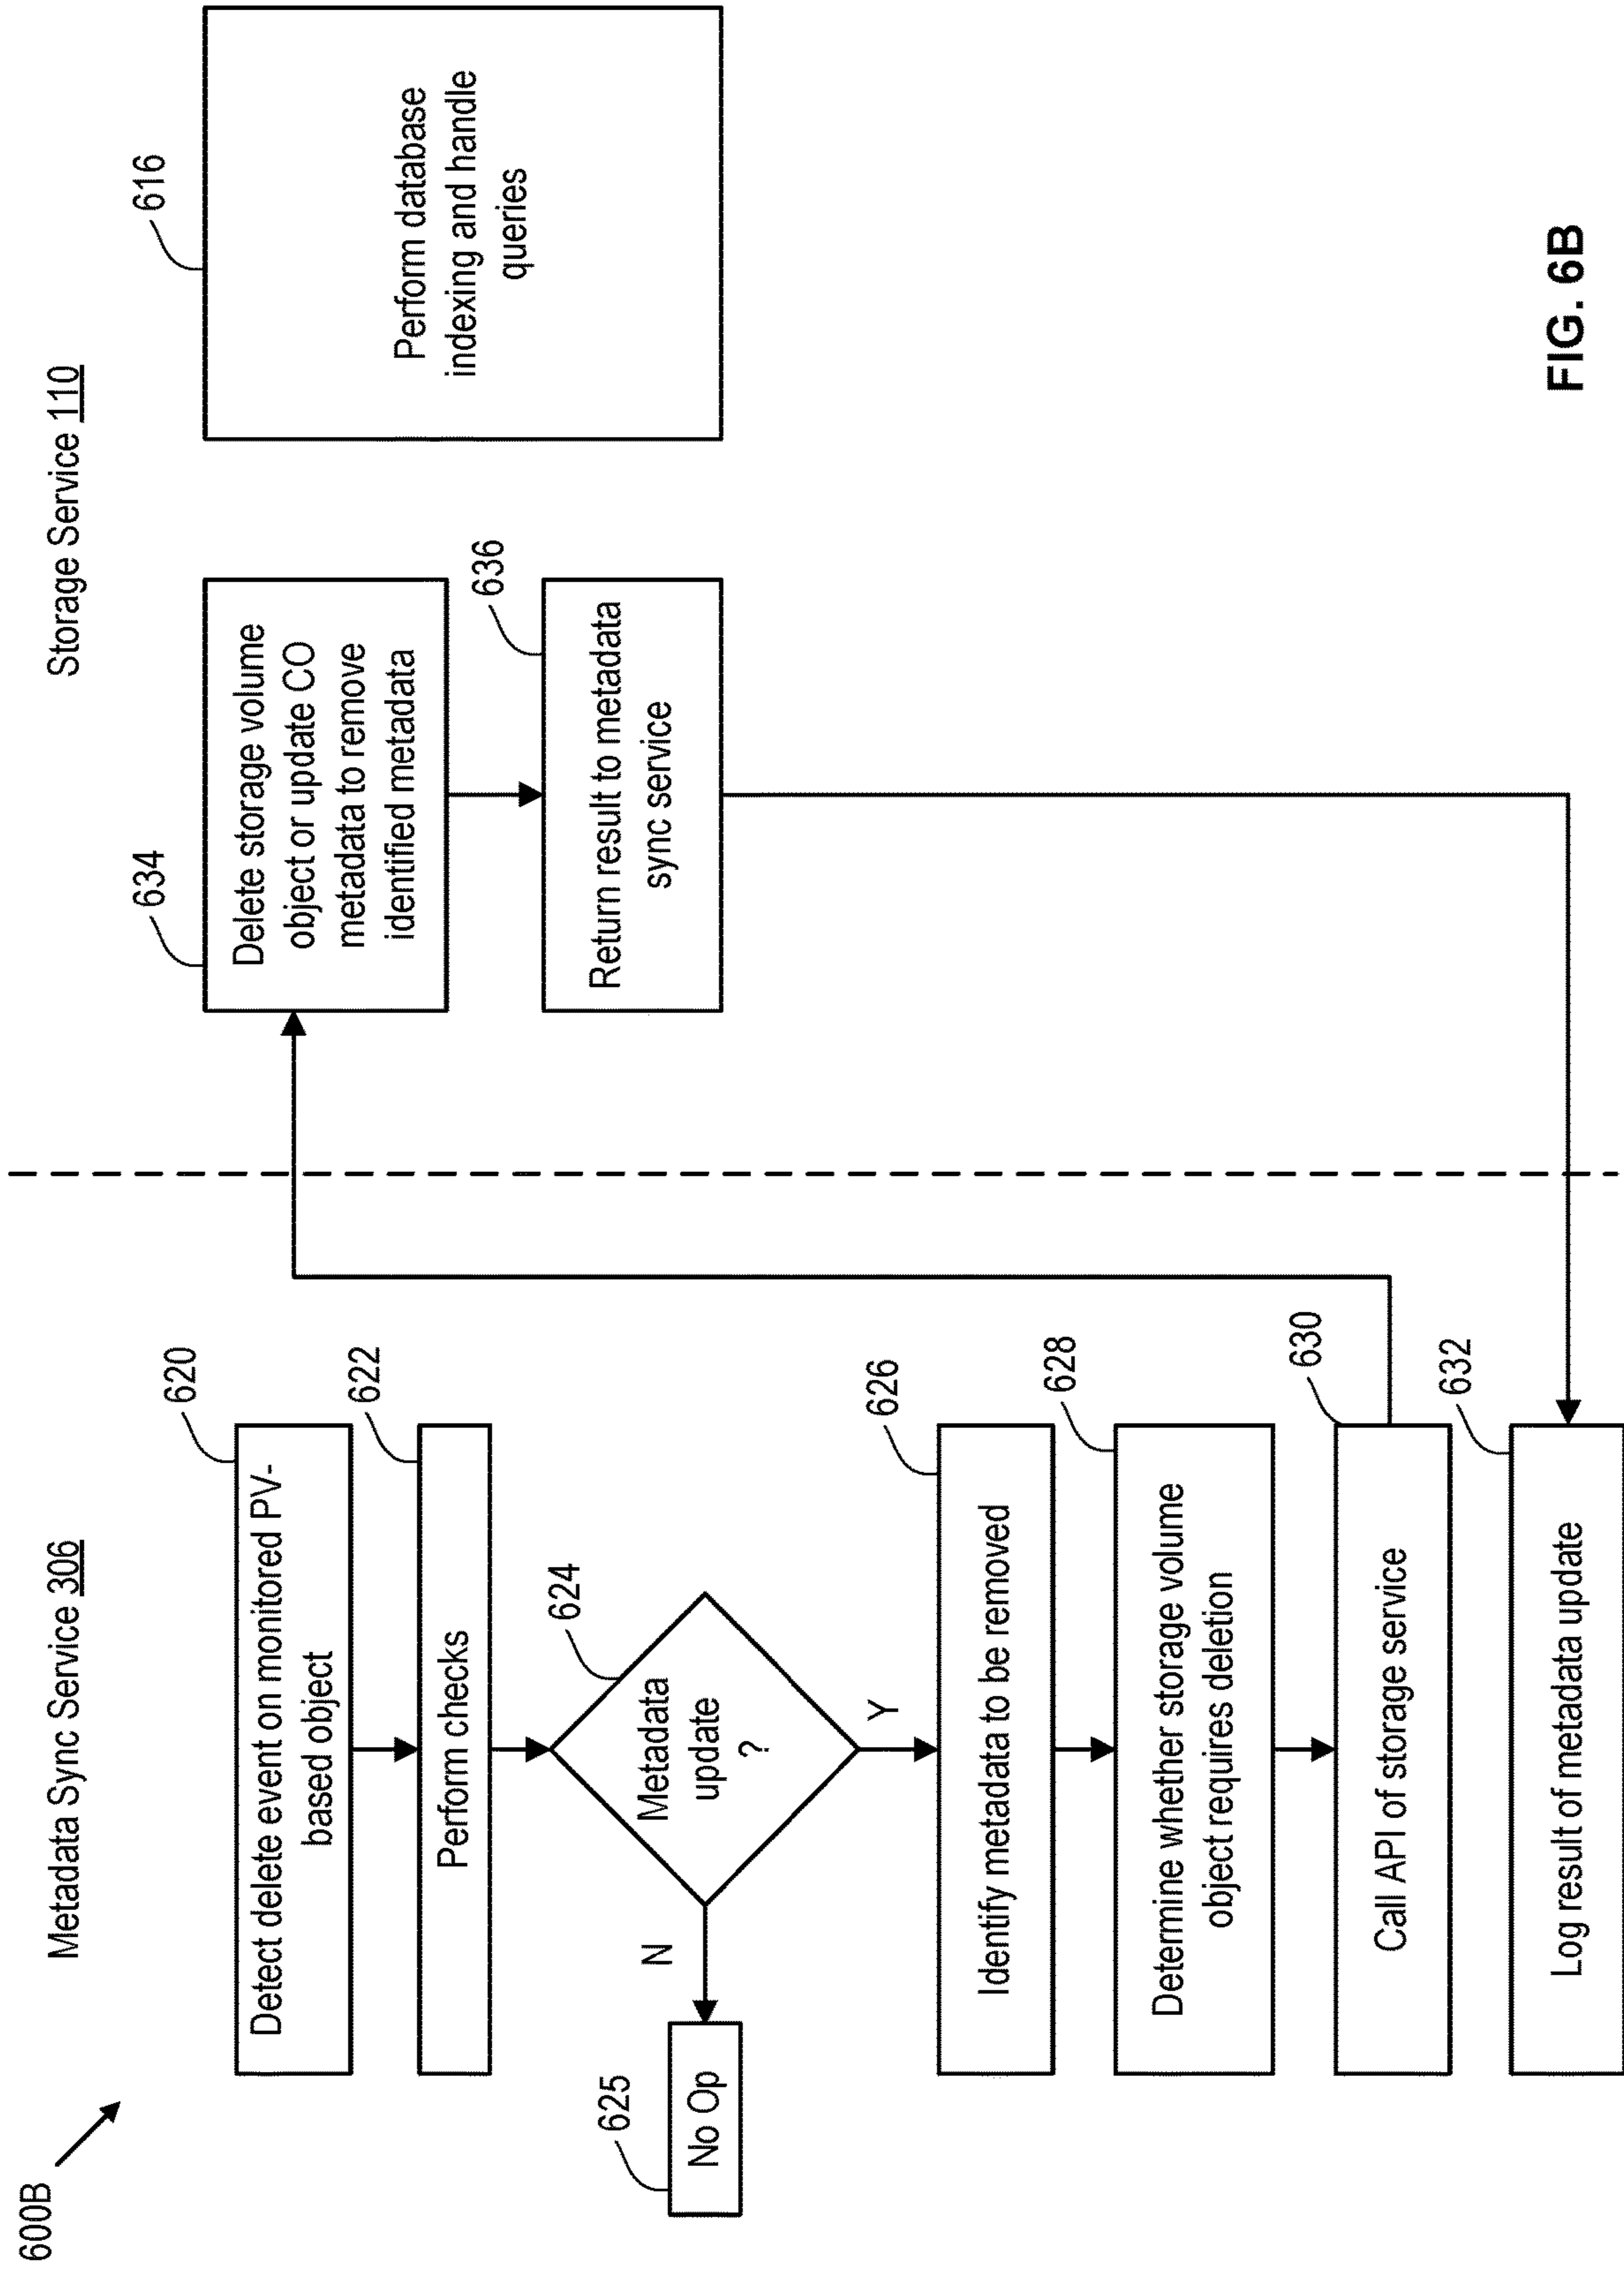 600B
Metadata Sync Service 306
Storage Service 110
620
Detect delete event on monitored PV-
based object
622
Perform checks
624
Metadata
update
?
N
Y
625
No Op
626
Identify metadata to be removed
628
Determine whether storage volume
object requires deletion
630
Call API of storage service
632
Log result of metadata update
634
Delete storage volume
object or update CO
metadata to remove
identified metadata
636
Return result to metadata
sync service
616
Perform database
indexing and handle
queries
FIG. 6B